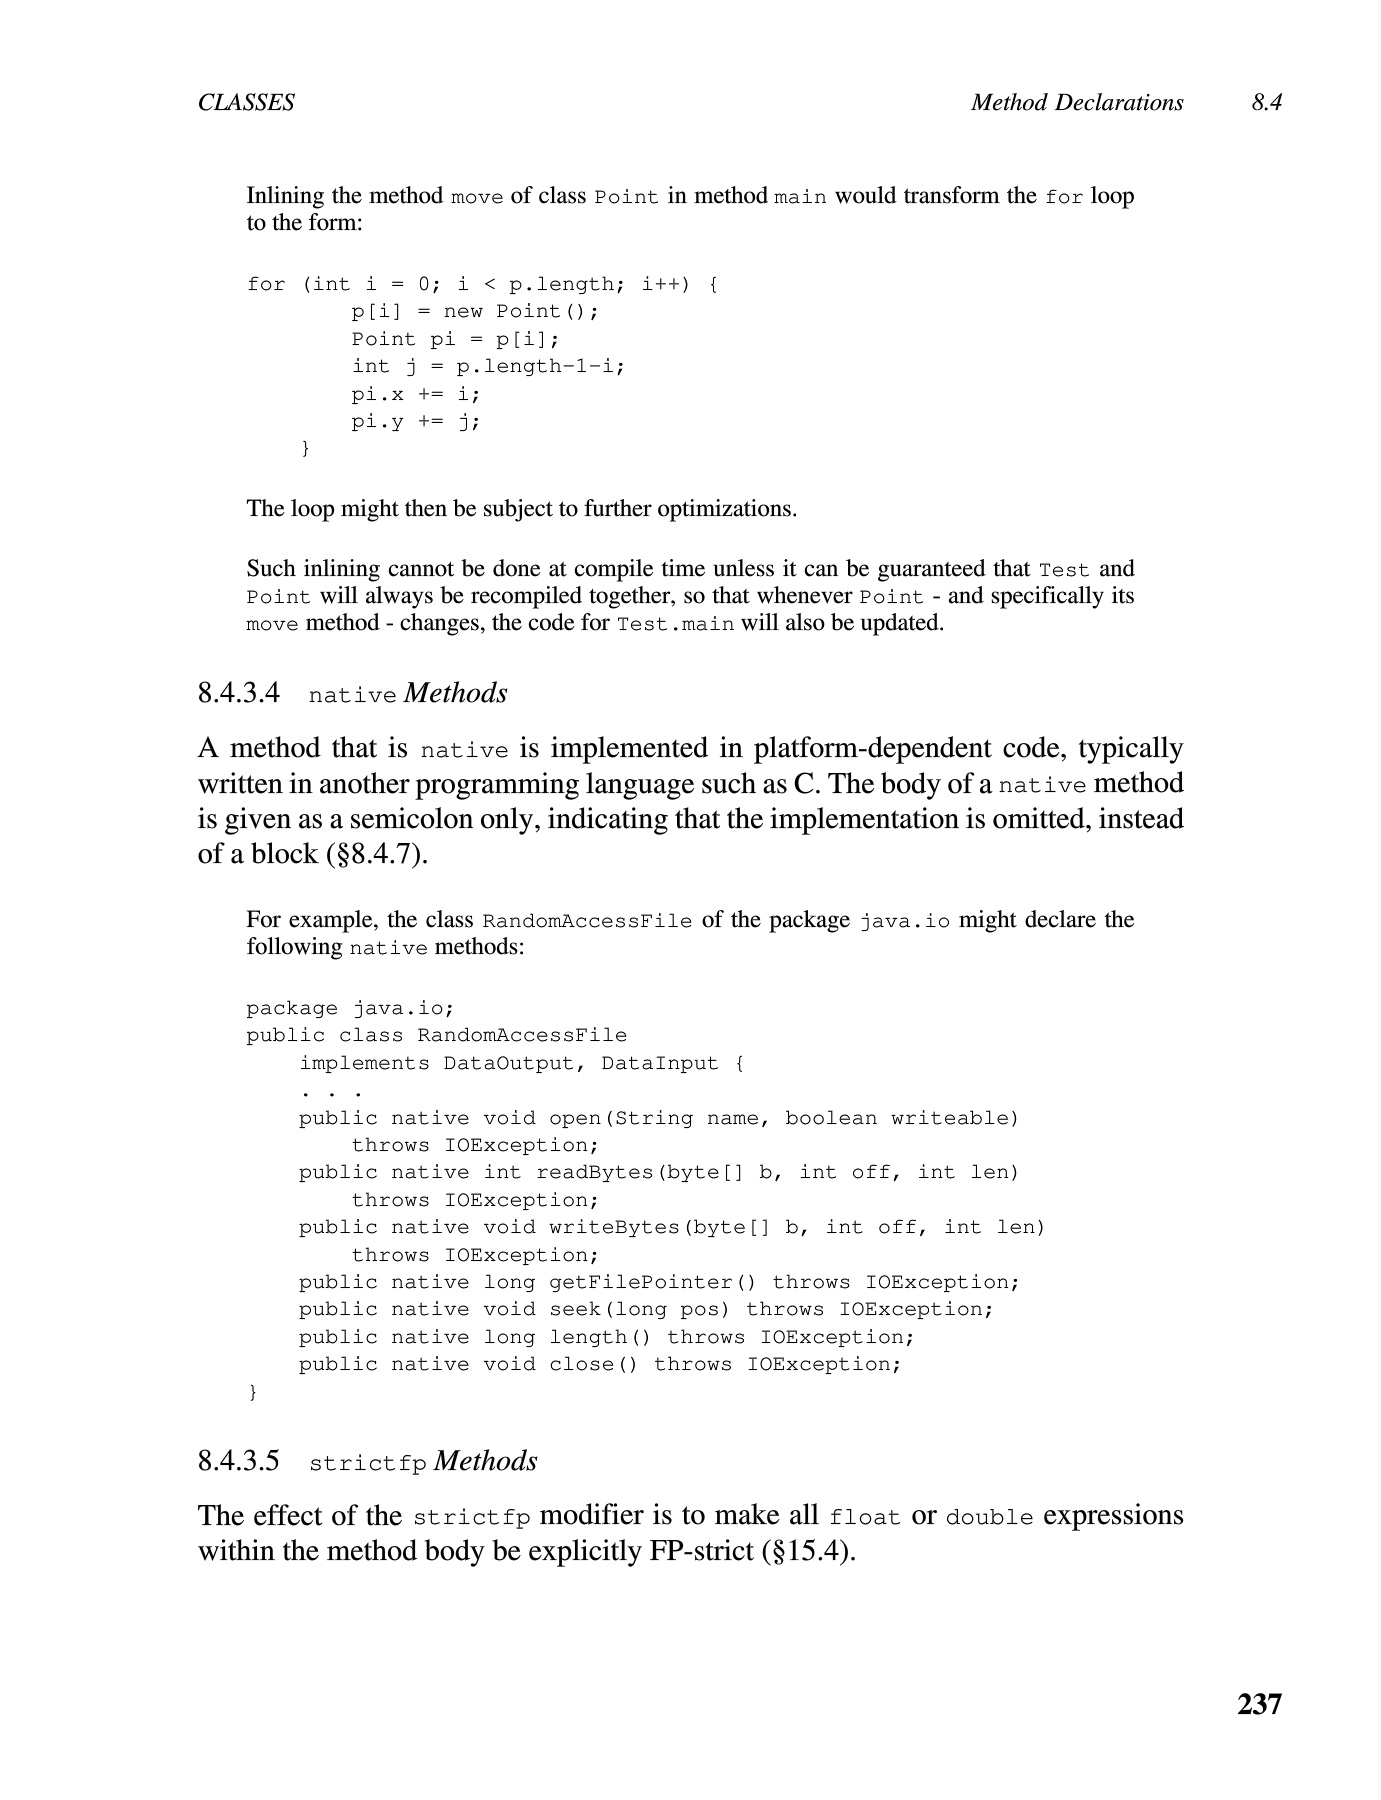 CLASSES Method Declarations 8.4
Inlining the method move of class Point in method main would transform the for loop
to the form:
for (int i = 0; i < p.length; i++) {
        p[i] = new Point();
        Point pi = p[i];
        int j = p.length-1-i;
        pi.x += i;
        pi.y += j;
    }
The loop might then be subject to further optimizations.
Such inlining cannot be done at compile time unless it can be guaranteed that Test and
Point will always be recompiled together, so that whenever Point - and specifically its
move method - changes, the code for Test.main will also be updated.
8.4.3.4 native Methods
A method that is native is implemented in platform-dependent code, typically
written in another programming language such as C. The body of a native method
is given as a semicolon only, indicating that the implementation is omitted, instead
of a block (§8.4.7).
For example, the class RandomAccessFile of the package java.io might declare the
following native methods:
package java.io;
public class RandomAccessFile
    implements DataOutput, DataInput {
    . . .
    public native void open(String name, boolean writeable)
        throws IOException;
    public native int readBytes(byte[] b, int off, int len)
        throws IOException;
    public native void writeBytes(byte[] b, int off, int len)
        throws IOException;
    public native long getFilePointer() throws IOException;
    public native void seek(long pos) throws IOException;
    public native long length() throws IOException;
    public native void close() throws IOException;
}
8.4.3.5 strictfp Methods
The effect of the strictfp modifier is to make all float or double expressions
within the method body be explicitly FP-strict (§15.4).
237